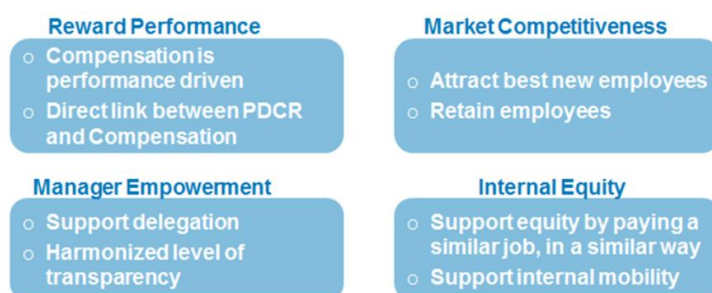 Reward Performance
o Compensation is
performance driven
o Direct link between PDCR
and Compensation
Market Competitiveness
o Attract best new employees
o Retain employees
Manager Empowerment
o Support delegation
o Harmonized level of
transparency
Internal Equity
o Support equity by paying a
similar job, in a similar way
o Support internal mobility